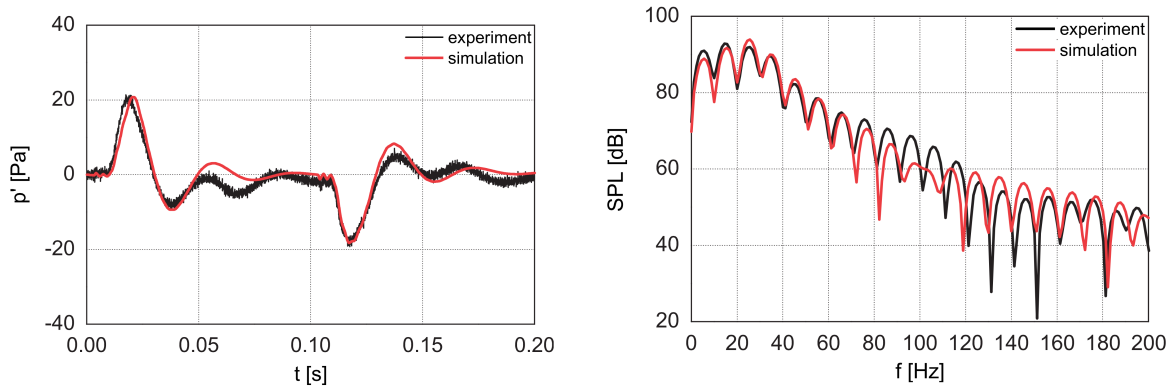 40
20
0
-20
-40
p' [Pa]
experiment
simulation
0.00 0.05 0.10 0.15 0.20
t [s]
100
80
60
40
20
SPL [dB]
experiment
simulation
0 20 40 60 80 100 120 140 160 180 200
f [Hz]